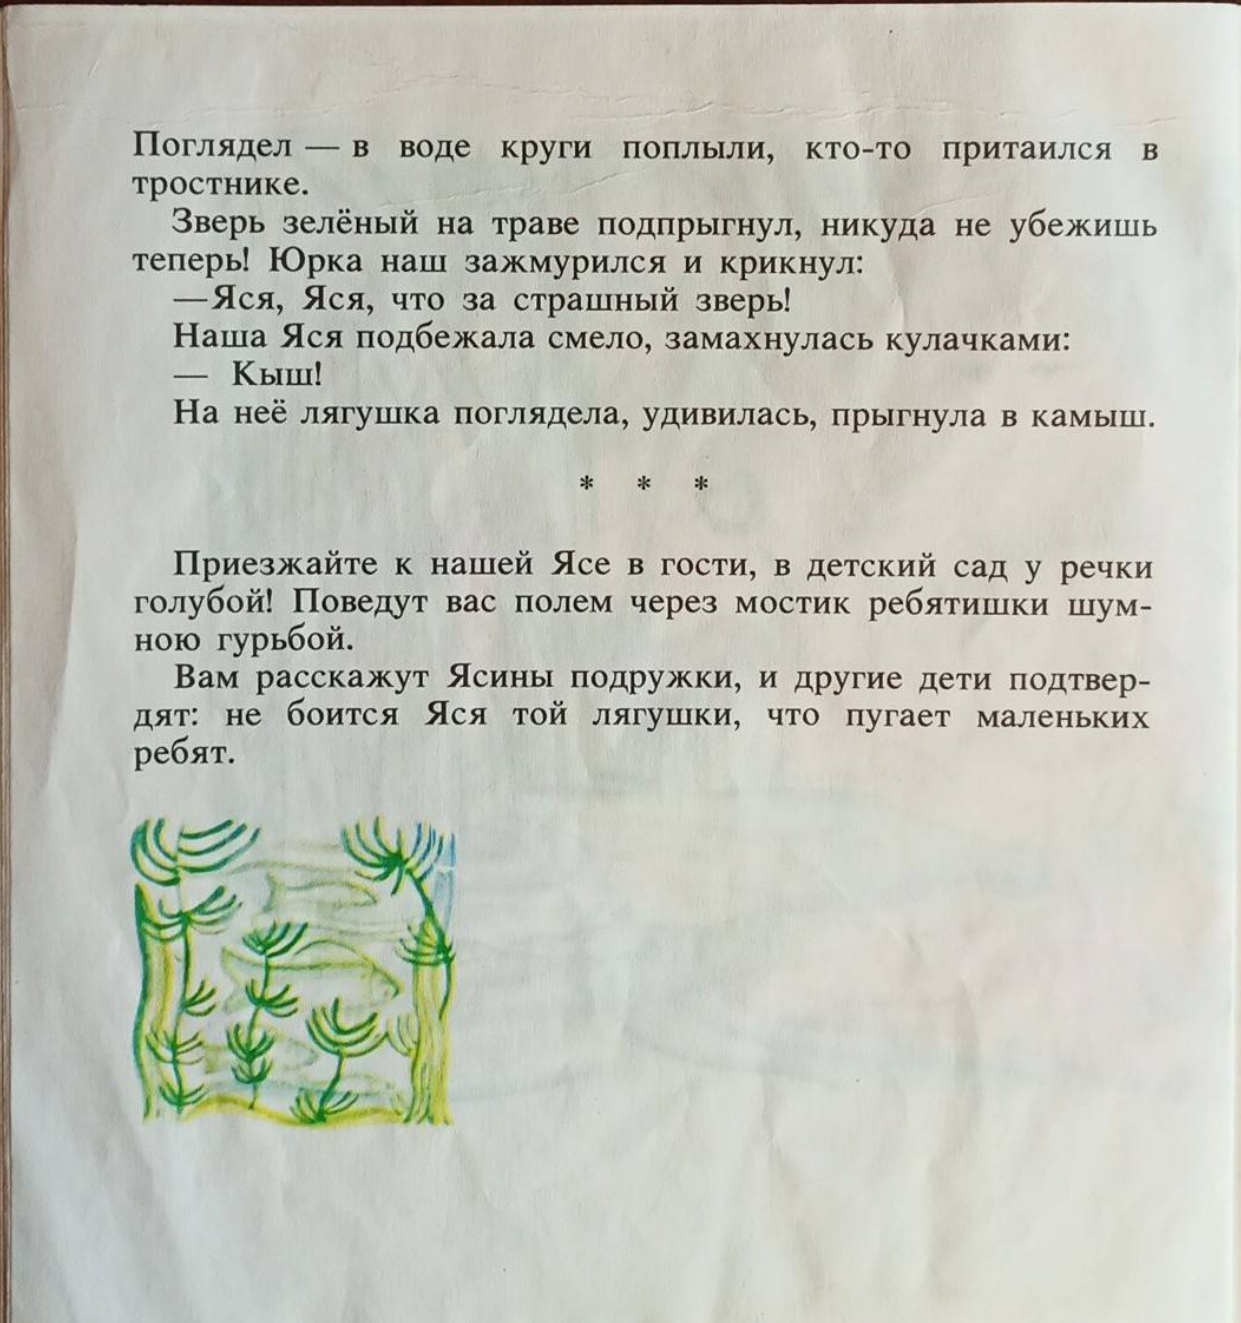 Поглядел — в воде круги поплыли, кто-то притаился в
тростнике.
Зверь зелёный на траве подпрыгнул, никуда не убежишь
теперь! Юрка наш зажмурился и крикнул:
— Яся, Яся, что за страшный зверь!
Наша Яся подбежала смело, замахнулась кулачками:
— Кыш!
На неё лягушка поглядела, удивилась, прыгнула в камыш.
* * *
Приезжайте к нашей Ясе в гости, в детский сад у речки
голубой! Поведут вас полем через мостик ребятишки шум-
ною гурьбой.
Вам расскажут Ясины подружки, и другие дети подтвер-
дят: не боится Яся той лягушки, что пугает маленьких
ребят.